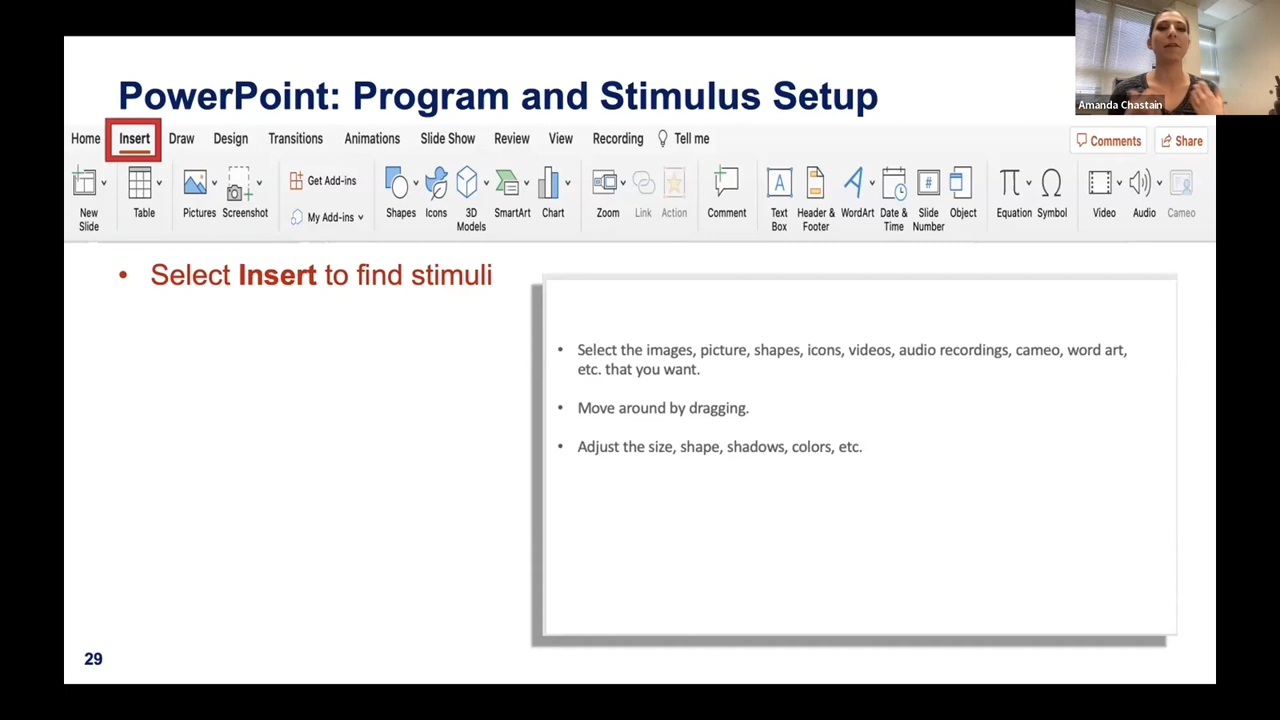 Amanda Chastain
PowerPoint: Program and Stimulus Setup
Home Insert Draw Design Transitions Animations Slide Show Review View Recording Tell me Comments Share
New Slide
Table
Pictures
Screenshot
Get Add-ins
My Add-ins
Shapes
Icons
3D Models
SmartArt
Chart
Zoom
Link
Action
Comment
A
Text Box
Header & Footer
A
WordArt
Date & Time
#
Slide Number
Object
π
Equation
Ω
Symbol
Video
Audio
Cameo
• Select Insert to find stimuli
• Select the images, picture, shapes, icons, videos, audio recordings, cameo, word art,
etc. that you want.
• Move around by dragging.
• Adjust the size, shape, shadows, colors, etc.
29